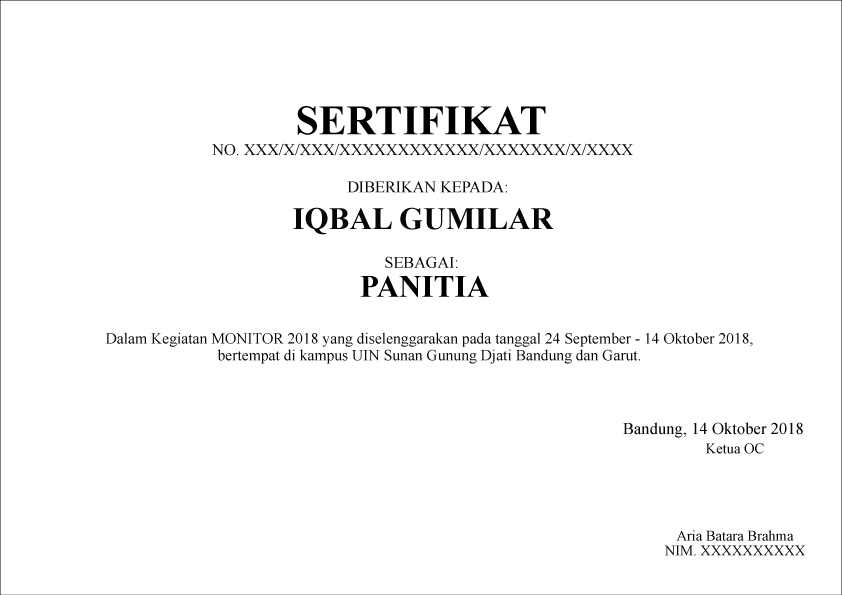 SERTIFIKAT
NO. XXX/X/XXX/XXXXXXXXXXXX/XXXXXXX/X/XXXX
DIBERIKAN KEPADA:
IQBAL GUMILAR
SEBAGAI:
PANITIA
Dalam Kegiatan MONITOR 2018 yang diselenggarakan pada tanggal 24 September - 14 Oktober 2018,
bertempat di kampus UIN Sunan Gunung Djati Bandung dan Garut.
Bandung, 14 Oktober 2018
Ketua OC
Aria Batara Brahma
NIM. XXXXXXXXXX